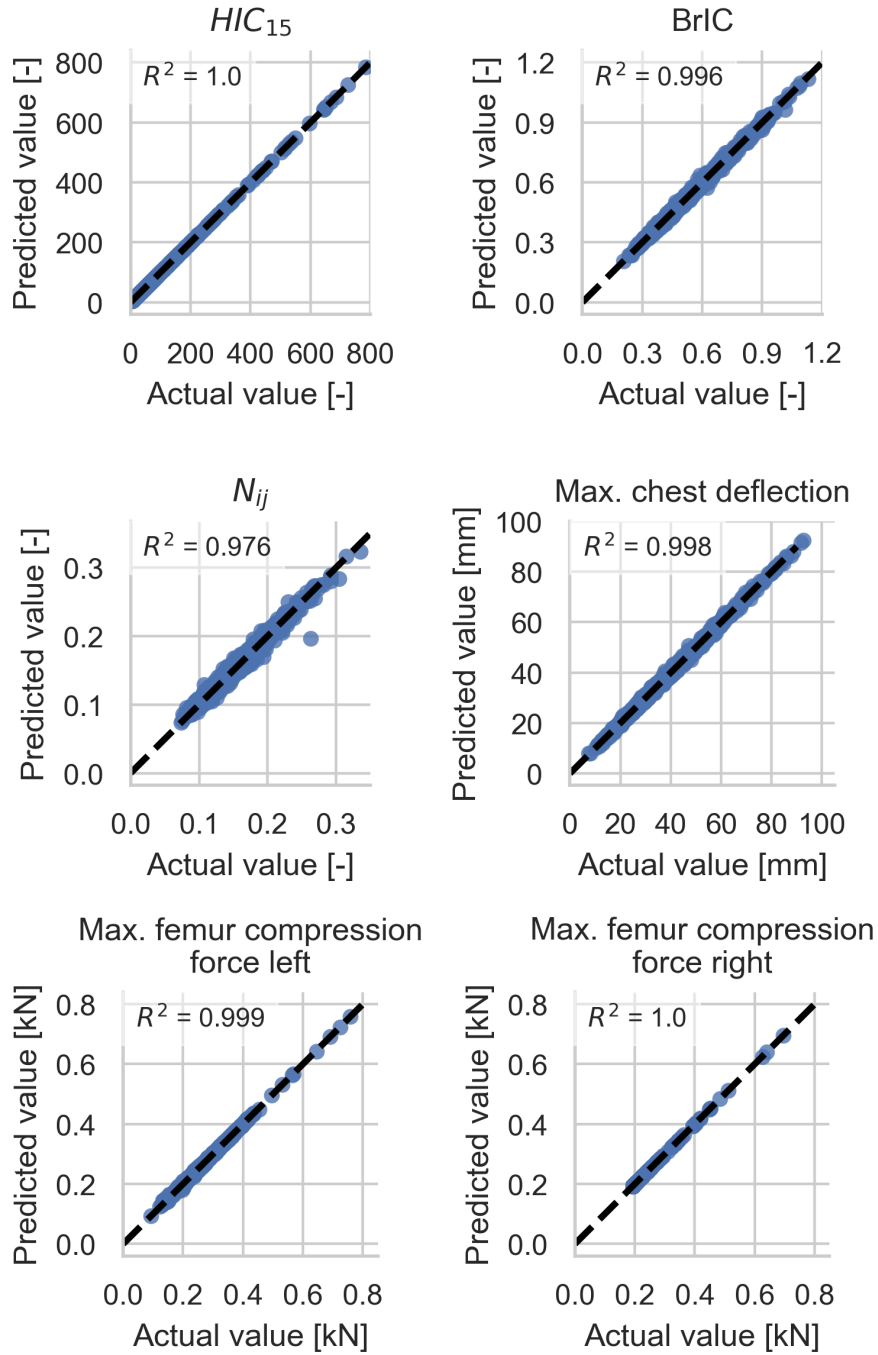 HIC₁₅
R² = 1.0
Predicted value [-]
800
600
400
200
0
0 200 400 600 800
Actual value [-]
BrIC
R² = 0.996
Predicted value [-]
1.2
0.9
0.6
0.3
0.0
0.0 0.3 0.6 0.9 1.2
Actual value [-]
Nᵢⱼ
R² = 0.976
Predicted value [-]
0.3
0.2
0.1
0.0
0.0 0.1 0.2 0.3
Actual value [-]
Max. chest deflection
R² = 0.998
Predicted value [mm]
100
80
60
40
20
0
0 20 40 60 80 100
Actual value [mm]
Max. femur compression
force left
R² = 0.999
Predicted value [kN]
0.8
0.6
0.4
0.2
0.0
0.0 0.2 0.4 0.6 0.8
Actual value [kN]
Max. femur compression
force right
R² = 1.0
Predicted value [kN]
0.8
0.6
0.4
0.2
0.0
0.0 0.2 0.4 0.6 0.8
Actual value [kN]